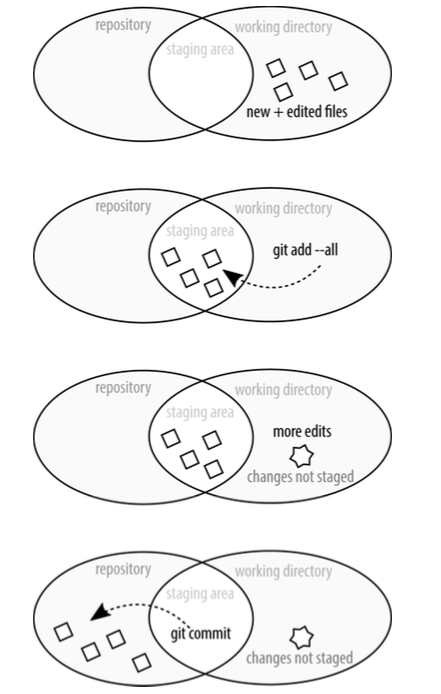 repository
working directory
staging area
new + edited files
repository
working directory
staging area
git add --all
repository
working directory
staging area
more edits
changes not staged
repository
working directory
staging area
git commit
changes not staged